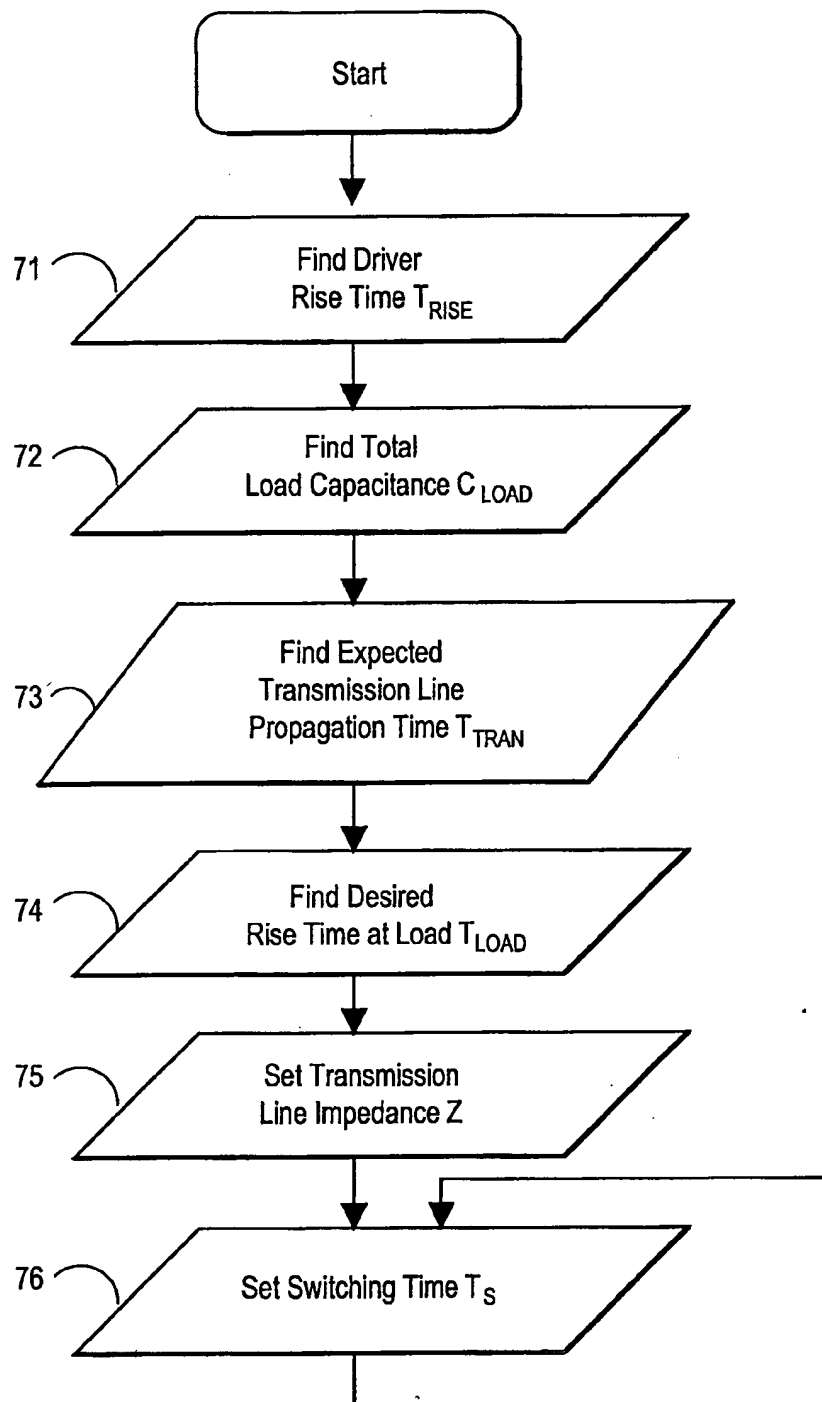 Start
71
Find Driver
Rise Time T_RISE
72
Find Total
Load Capacitance C_LOAD
73
Find Expected
Transmission Line
Propagation Time T_TRAN
74
Find Desired
Rise Time at Load T_LOAD
75
Set Transmission
Line Impedance Z
76
Set Switching Time T_S